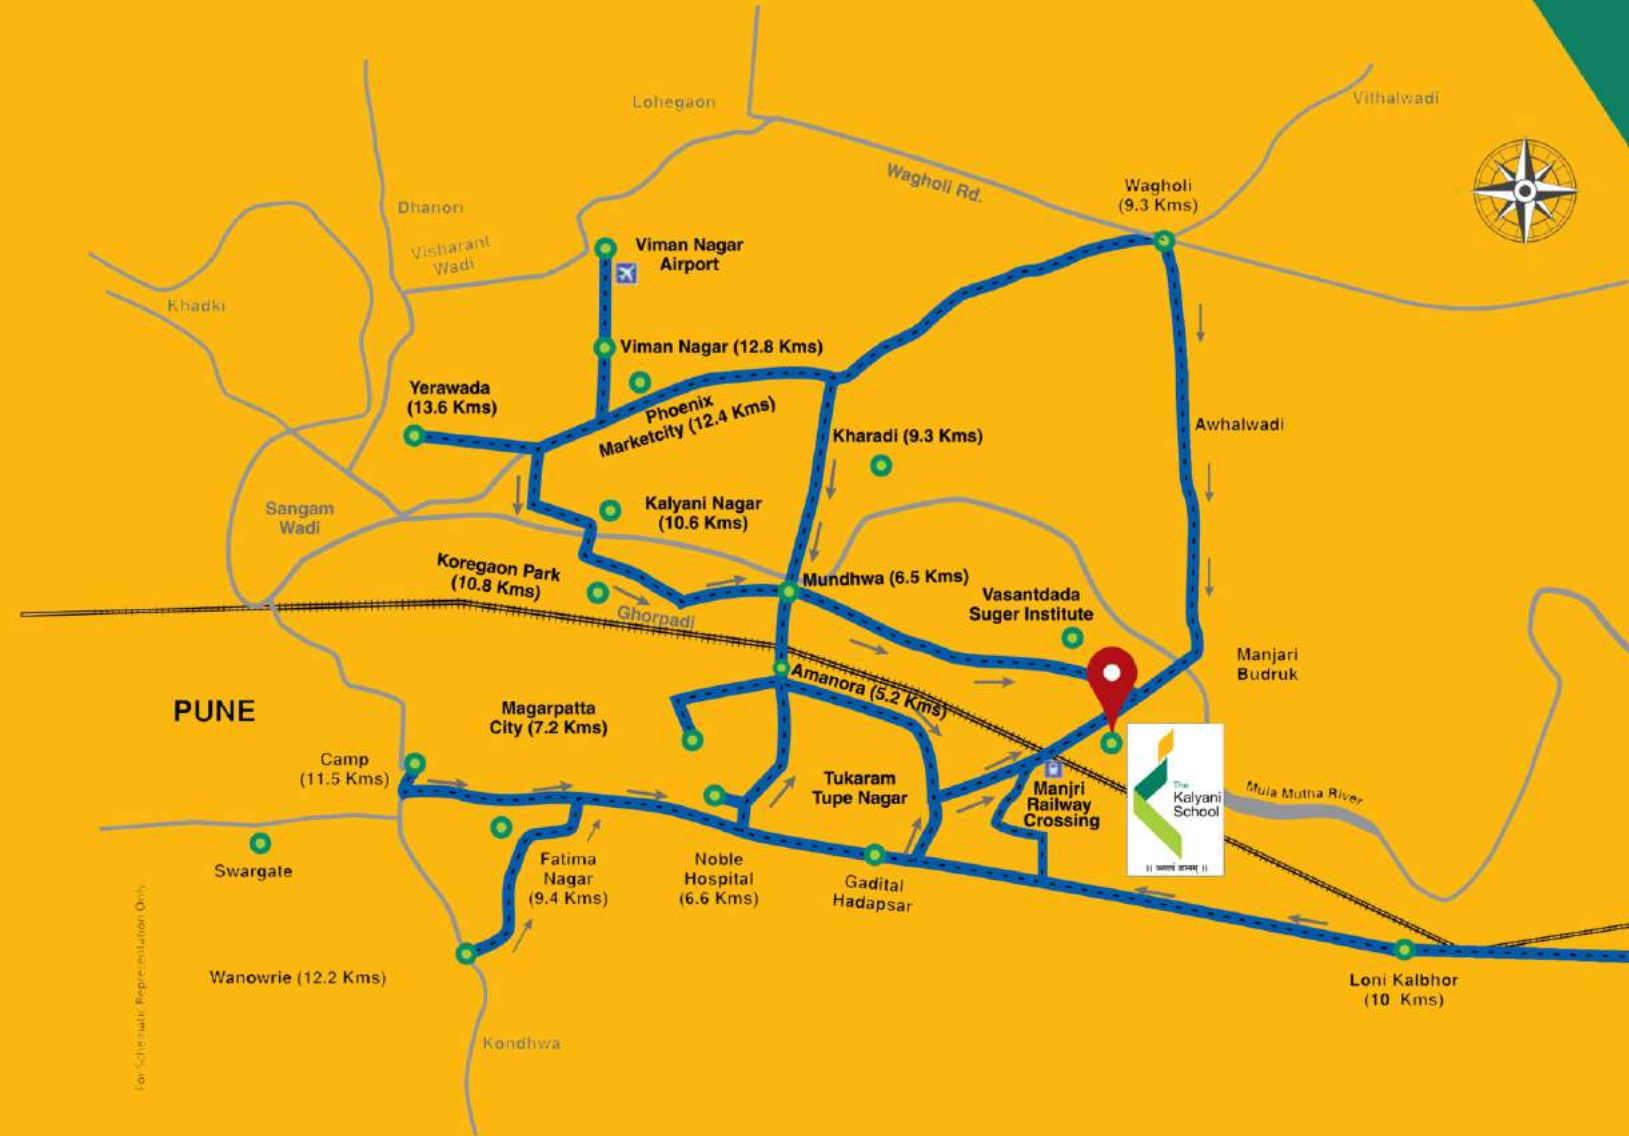 Lohegaon
Vithalwadi
Wagholi Rd.
Wagholi
(9.3 Kms)
Dhanori
Visharant
Wadi
Viman Nagar
Airport
Khadki
Viman Nagar (12.8 Kms)
Yerawada
(13.6 Kms)
Phoenix
Marketcity (12.4 Kms)
Kharadi (9.3 Kms)
Awhalwadi
Sangam
Wadi
Kalyani Nagar
(10.6 Kms)
Koregaon Park
(10.8 Kms)
Mundhwa (6.5 Kms)
Vasantdada
Suger Institute
Ghorpadi
Manjari
Budruk
Amanora (5.2 Kms)
PUNE
Magarpatta
City (7.2 Kms)
Camp
(11.5 Kms)
Tukaram
Tupe Nagar
Manjri
Railway
Crossing
The
Kalyani
School
Mula Mutha River
Swargate
Fatima
Nagar
(9.4 Kms)
Noble
Hospital
(6.6 Kms)
Gadital
Hadapsar
Wanowrie (12.2 Kms)
Loni Kalbhor
(10 Kms)
Kondhwa
For Schematic Representation Only.